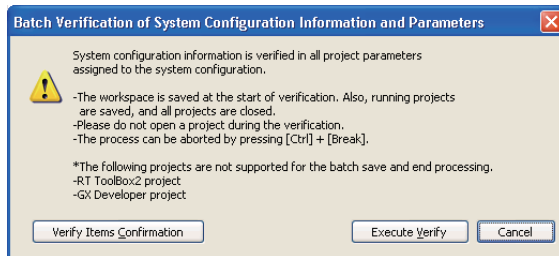 Batch Verification of System Configuration Information and Parameters
System configuration information is verified in all project parameters
assigned to the system configuration.
-The workspace is saved at the start of verification. Also, running projects
are saved, and all projects are closed.
-Please do not open a project during the verification.
-The process can be aborted by pressing [Ctrl] + [Break].
*The following projects are not supported for the batch save and end processing.
-RT ToolBox2 project
-GX Developer project
Verify Items Confirmation Execute Verify Cancel